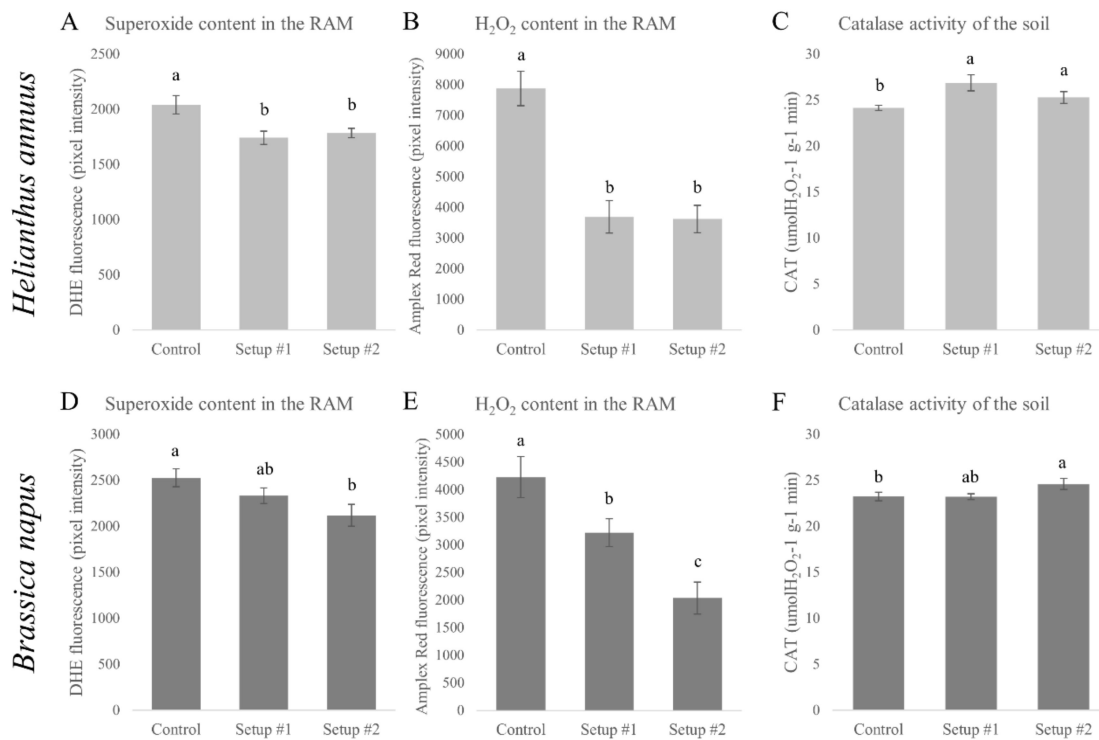 Helianthus annuus
A Superoxide content in the RAM
DHE fluorescence (pixel intensity)
2500
2000
1500
1000
500
0
a
b
b
Control Setup #1 Setup #2
B H₂O₂ content in the RAM
Amplex Red fluorescence (pixel intensity)
9000
8000
7000
6000
5000
4000
3000
2000
1000
0
a
b
b
Control Setup #1 Setup #2
C Catalase activity of the soil
CAT (umolH₂O₂-1 g-1 min)
30
25
20
15
10
5
0
b
a
a
Control Setup #1 Setup #2
Brassica napus
D Superoxide content in the RAM
DHE fluorescence (pixel intensity)
3000
2500
2000
1500
1000
500
0
a
ab
b
Control Setup #1 Setup #2
E H₂O₂ content in the RAM
Amplex Red fluorescence (pixel intensity)
5000
4500
4000
3500
3000
2500
2000
1500
1000
500
0
a
b
c
Control Setup #1 Setup #2
F Catalase activity of the soil
CAT (umolH₂O₂-1 g-1 min)
30
25
20
15
10
5
0
b
ab
a
Control Setup #1 Setup #2